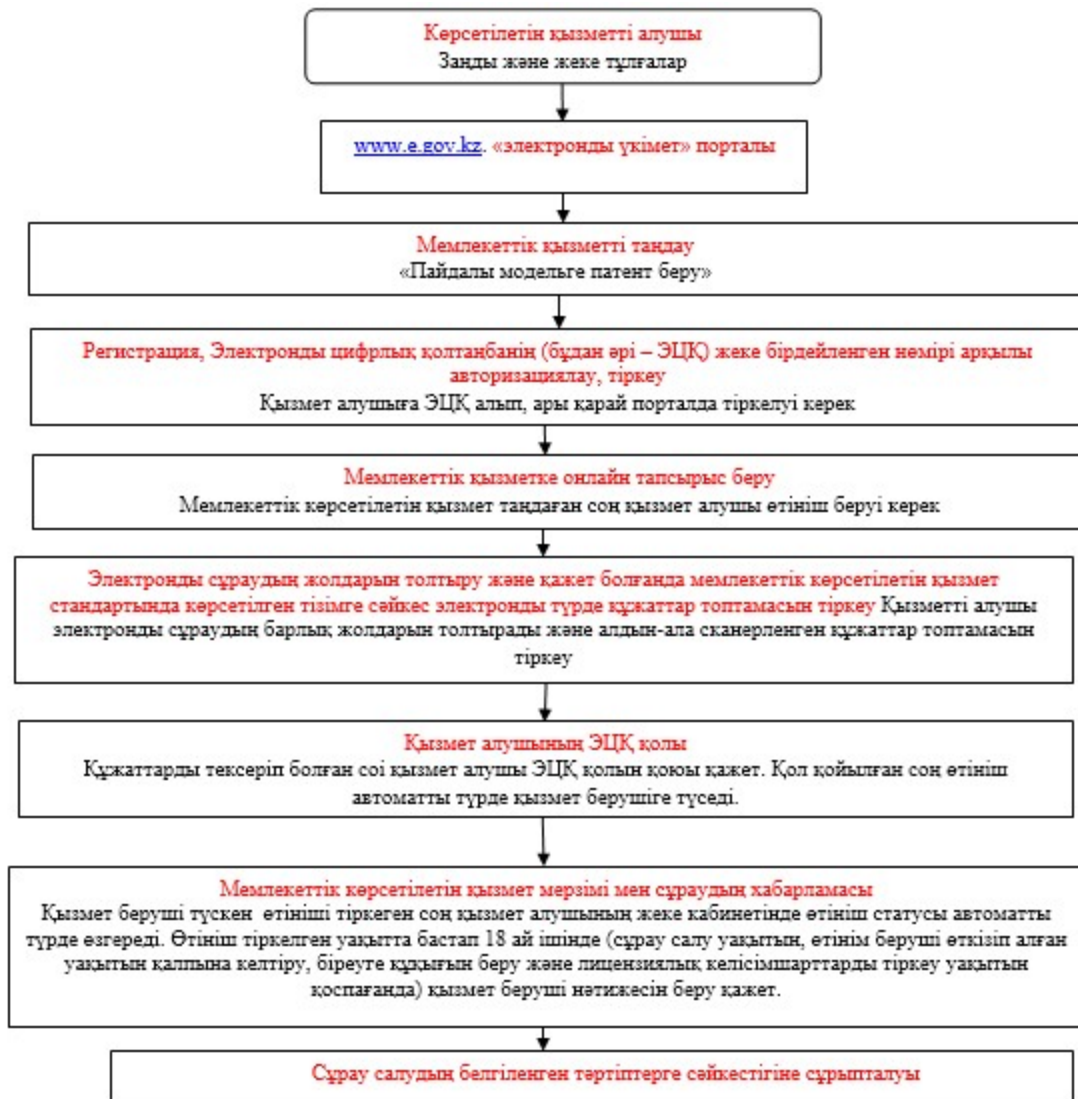 Көрсетілетін қызметті алушы
Заңды және жеке тұлғалар
www.e.gov.kz. «электронды үкімет» порталы
Мемлекеттік қызметті таңдау
«Пайдалы модельге патент беру»
Регистрация, Электронды цифрлық қолтаңбанің (бұдан әрі – ЭЦҚ) жеке бірдейленген нөмірі арқылы
авторизациялау, тіркеу
Қызмет алушыға ЭЦҚ алып, ары қарай порталда тіркелуі керек
Мемлекеттік қызметке онлайн тапсырыс беру
Мемлекеттік көрсетілетін қызмет таңдаған соң қызмет алушы өтініш беруі керек
Электронды сұраудың жолдарын толтыру және қажет болғанда мемлекеттік көрсетілетін қызмет
стандартында көрсетілген тізімге сәйкес электронды түрде құжаттар топтамасын тіркеу Қызметті алушы
электронды сұраудың барлық жолдарын толтырады және алдын-ала сканерленген құжаттар топтамасын
тіркеу
Қызмет алушының ЭЦҚ қолы
Құжаттарды тексеріп болған соі қызмет алушы ЭЦҚ қолын қоюы қажет. Қол қойылған соң өтініш
автоматты түрде қызмет берушіге түседі.
Мемлекеттік көрсетілетін қызмет мерзімі мен сұраудың хабарламасы
Қызмет беруші түскен өтініші тіркеген соң қызмет алушының жеке кабинетінде өтініш статусы автоматты
түрде өзгереді. Өтініш тіркелген уақытта бастап 18 ай ішінде (сұрау салу уақытын, өтінім беруші өткізіп алған
уақытын қалпына келтіру, біреуге құқығын беру және лицензиялық келісімшарттарды тіркеу уақытын
қоспағанда) қызмет беруші нәтижесін беру қажет.
Сұрау салудың белгіленген тәртіптерге сәйкестігіне сұрыпталуы